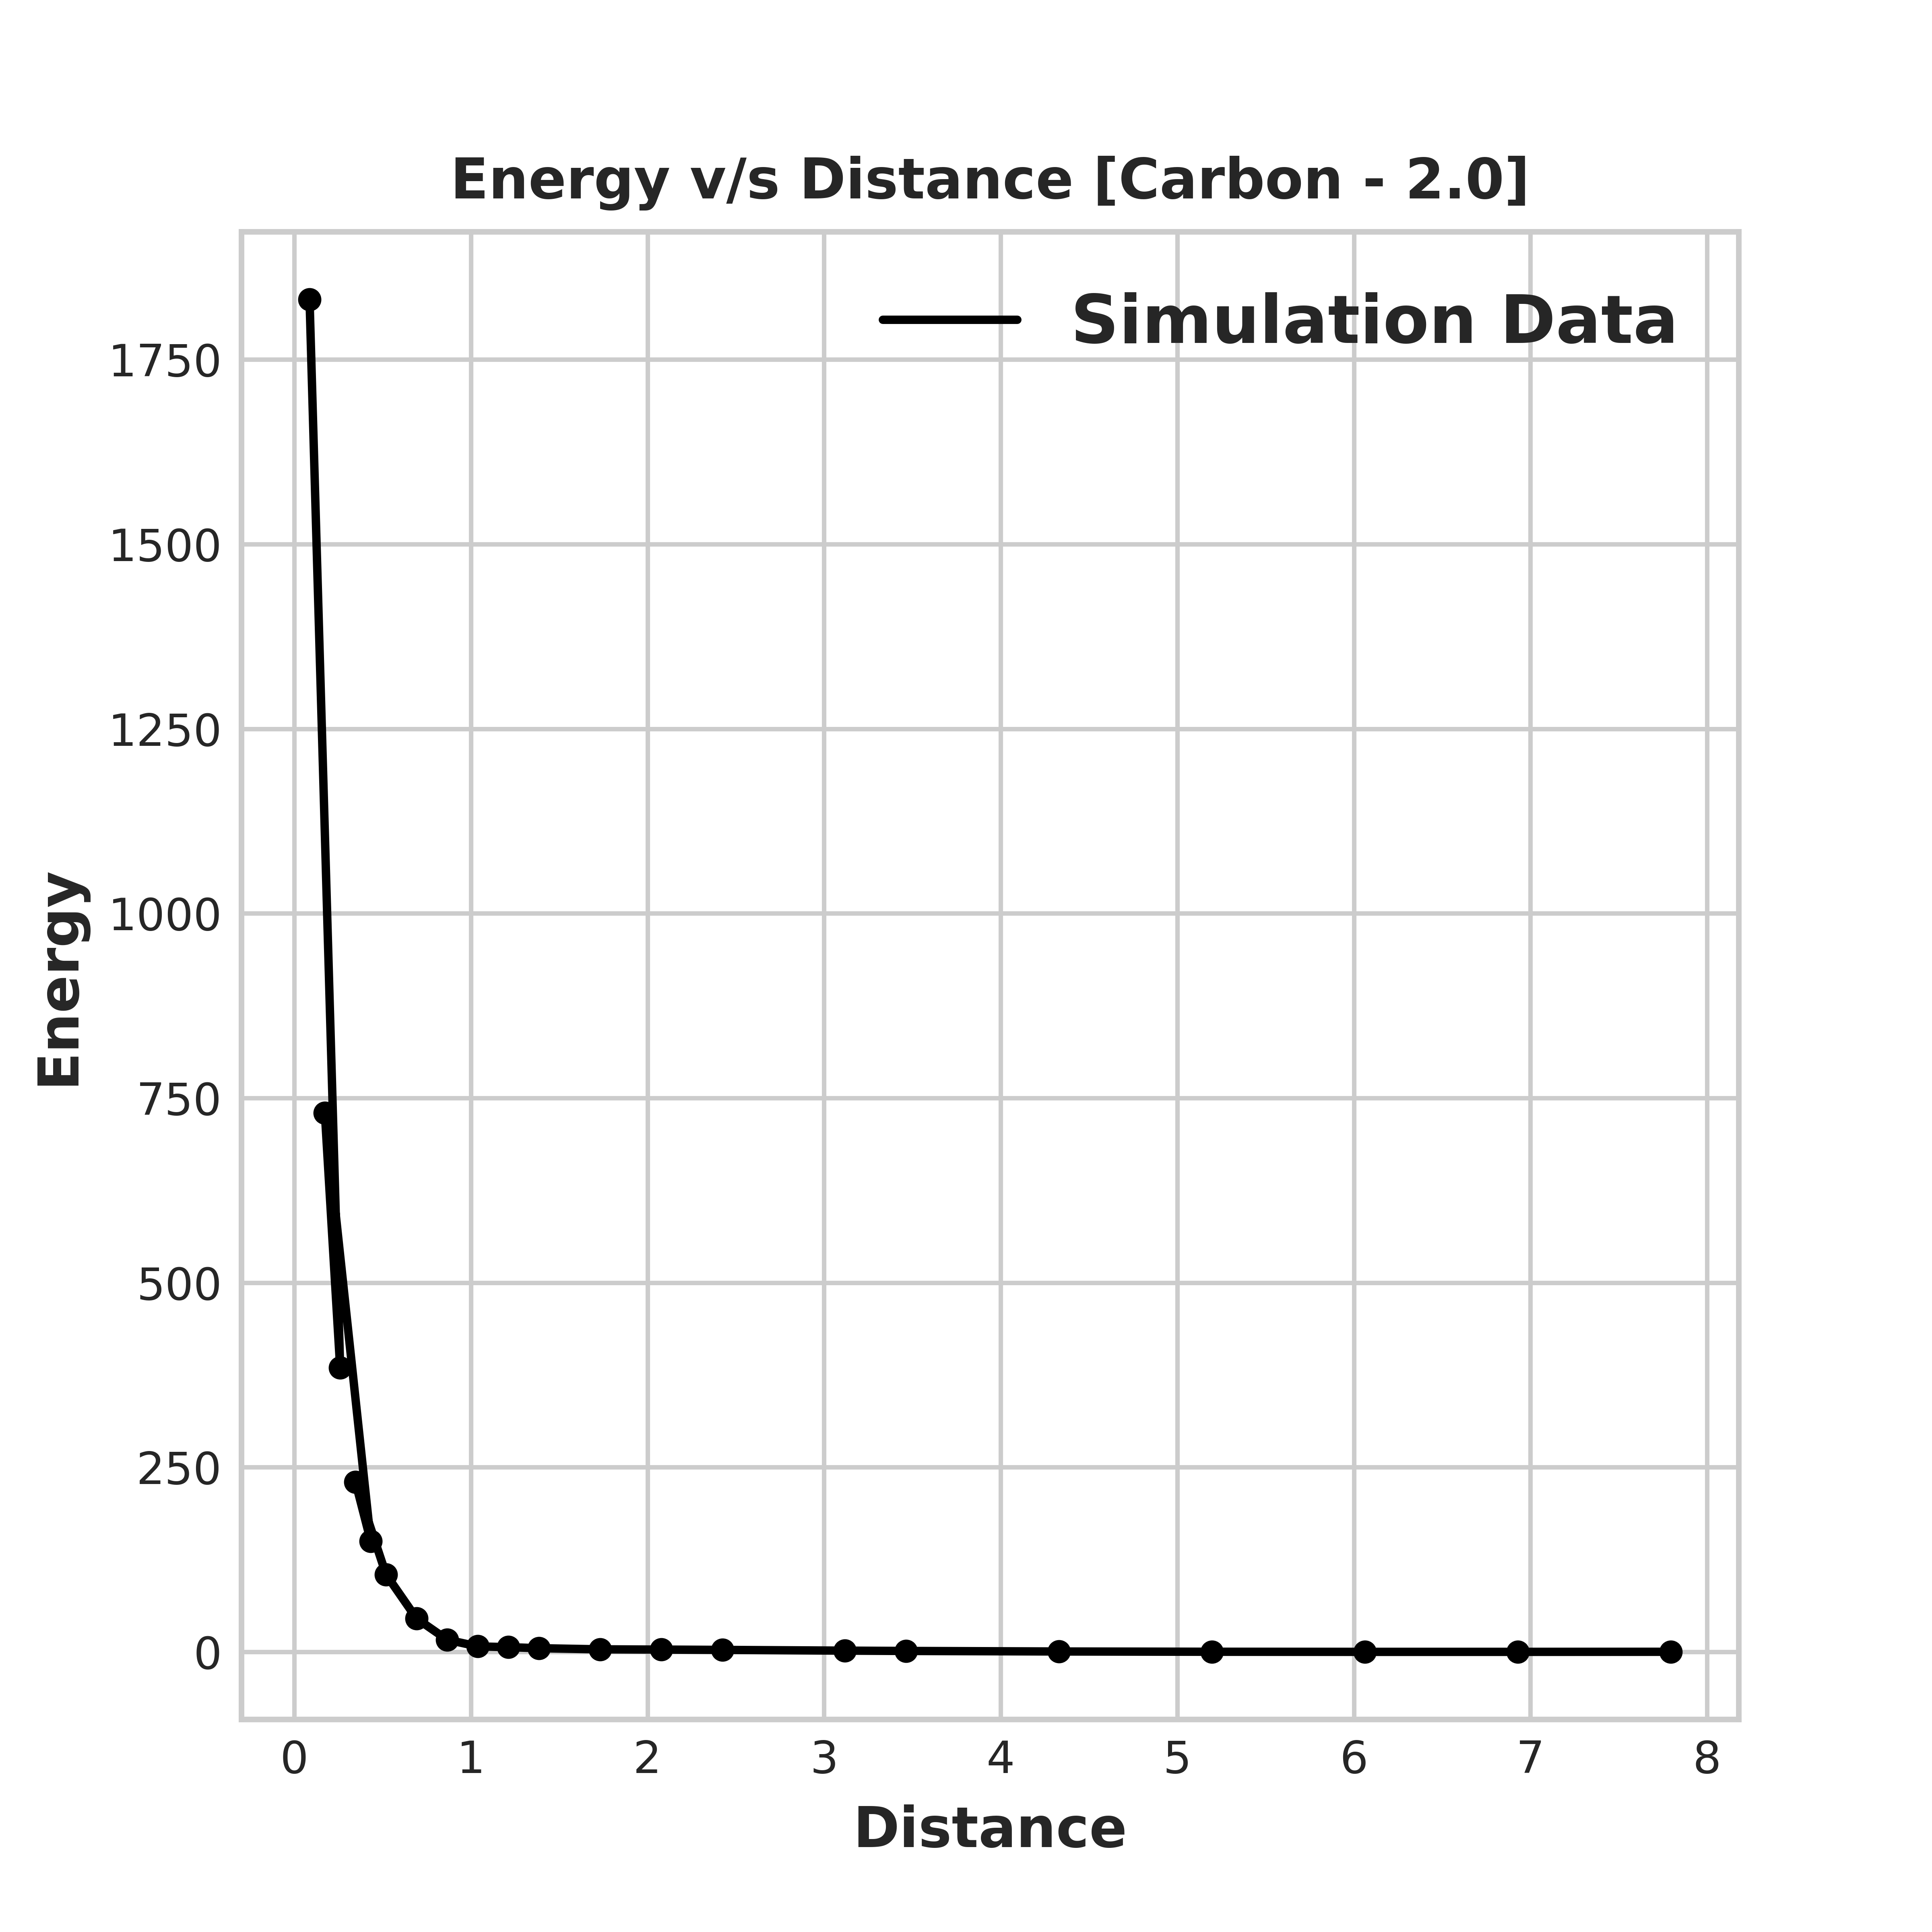 Energy v/s Distance [Carbon - 2.0]
Simulation Data
1750
1500
1250
1000
750
500
250
0
Energy
0 1 2 3 4 5 6 7 8
Distance